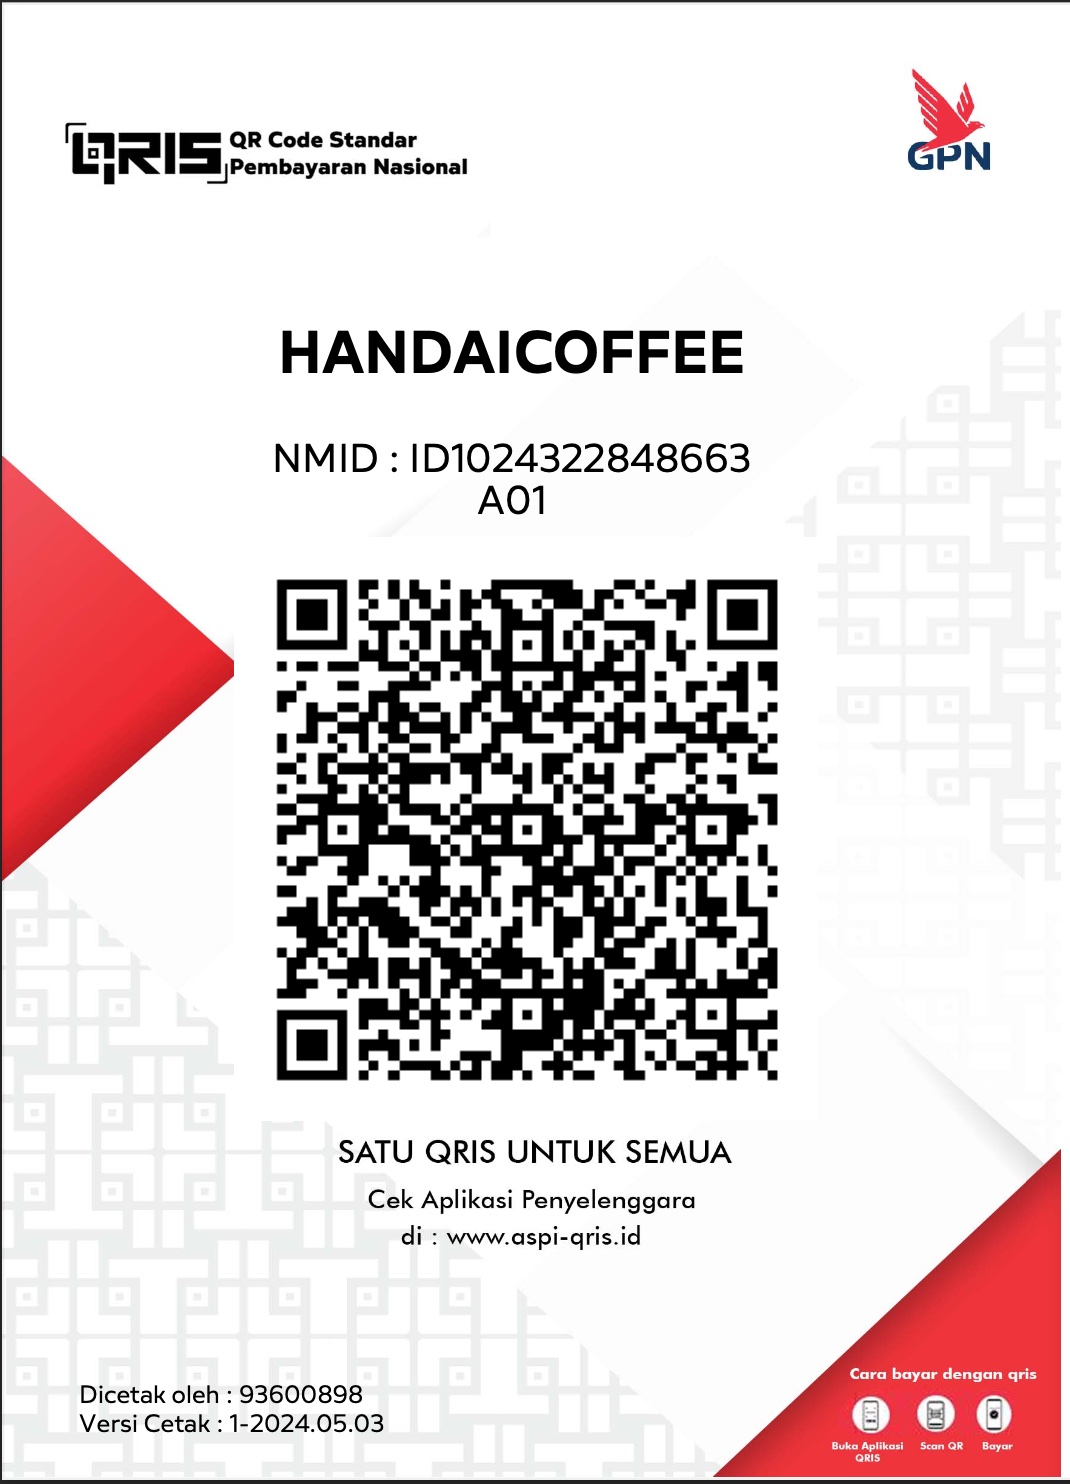 QRIS
QR Code Standar
Pembayaran Nasional
GPN
HANDAICOFFEE
NMID : ID1024322848663
A01
SATU QRIS UNTUK SEMUA
Cek Aplikasi Penyelenggara
di : www.aspi-qris.id
Dicetak oleh : 93600898
Versi Cetak : 1-2024.05.03
Cara bayar dengan qris
Buka Aplikasi
QRIS
Scan QR
Bayar